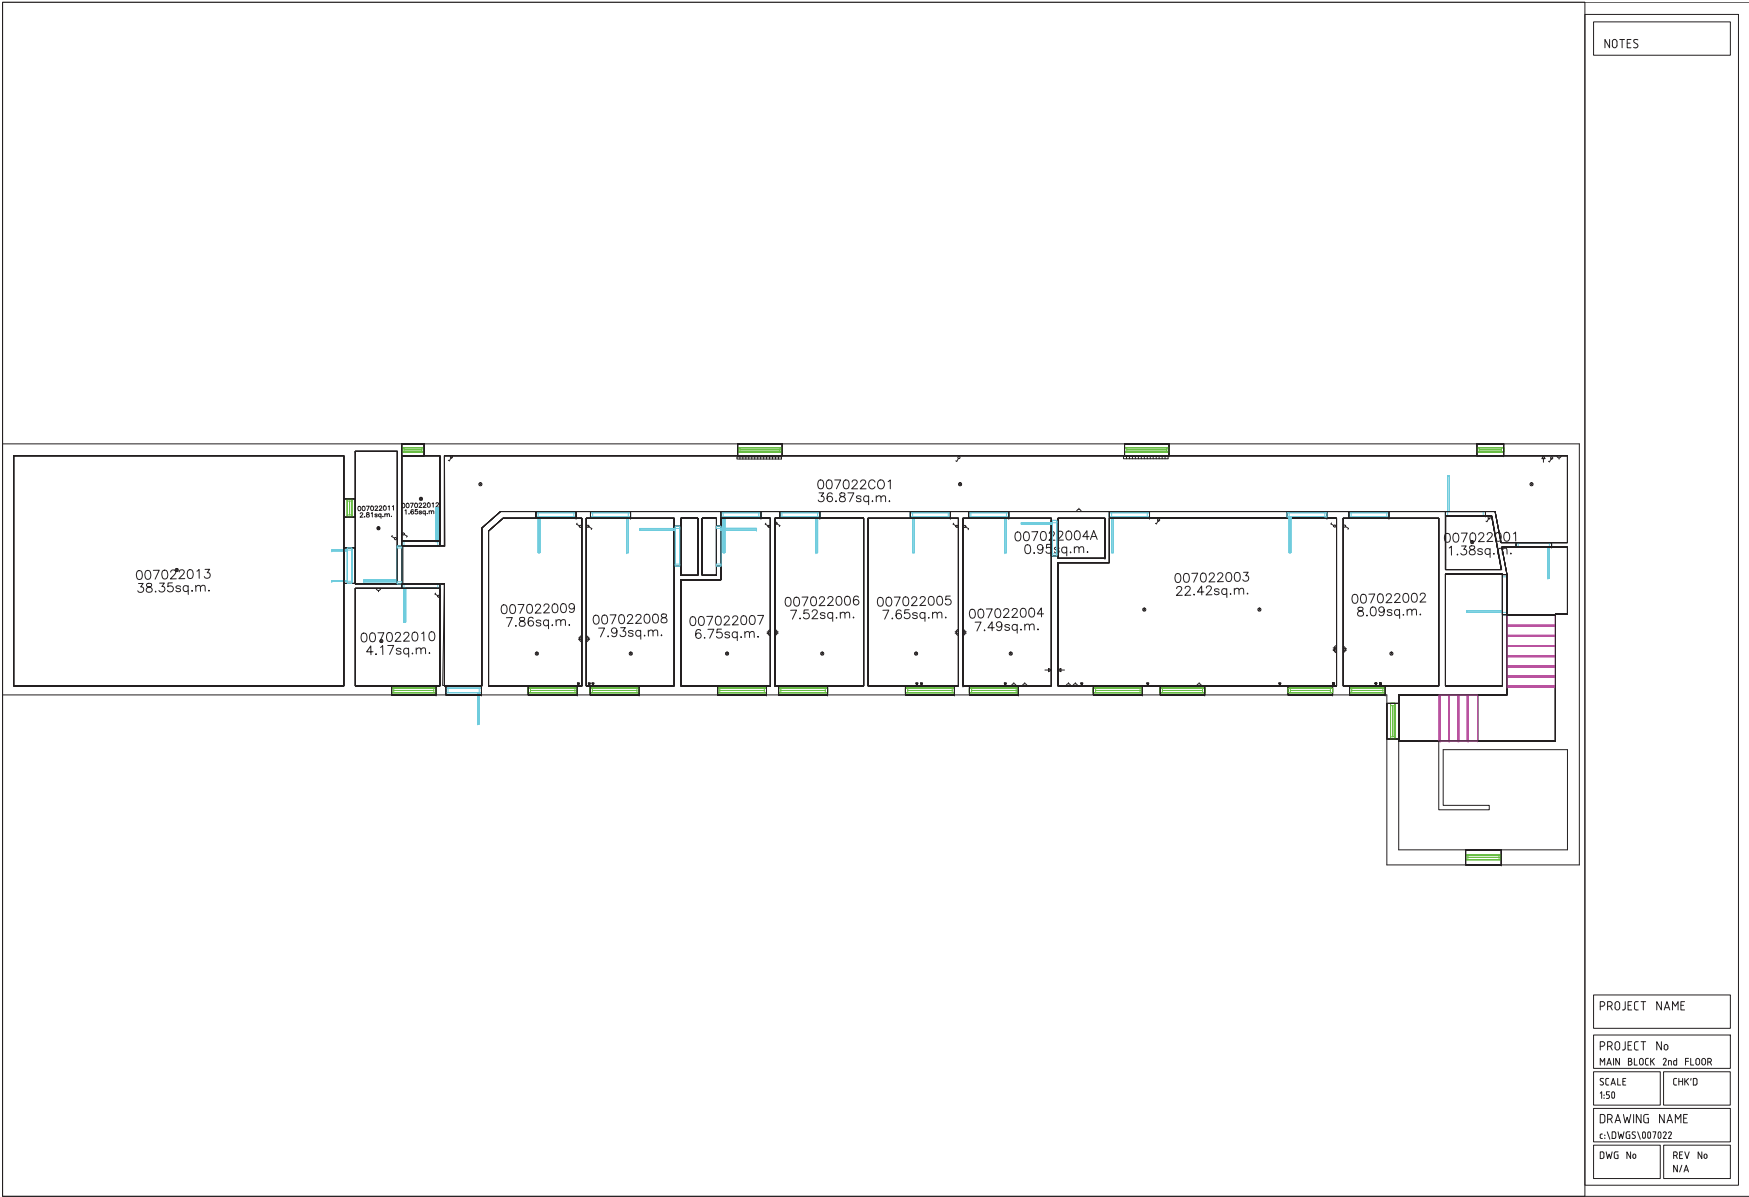 NOTES
007022C01
36.87sq.m.
007022011
2.81sq.m.
007022012
1.65sq.m
007022004A
0.95sq.m.
007022001
1.38sq.m.
007022013
38.35sq.m.
007022003
22.42sq.m.
007022002
8.09sq.m.
007022006
7.52sq.m.
007022005
7.65sq.m.
007022009
7.86sq.m.
007022008
7.93sq.m.
007022007
6.75sq.m.
007022004
7.49sq.m.
007022010
4.17sq.m.
PROJECT NAME
PROJECT No
MAIN BLOCK 2nd FLOOR
SCALE
1:50
CHK'D
DRAWING NAME
c:\DWGS\007022
DWG No
REV No
N/A